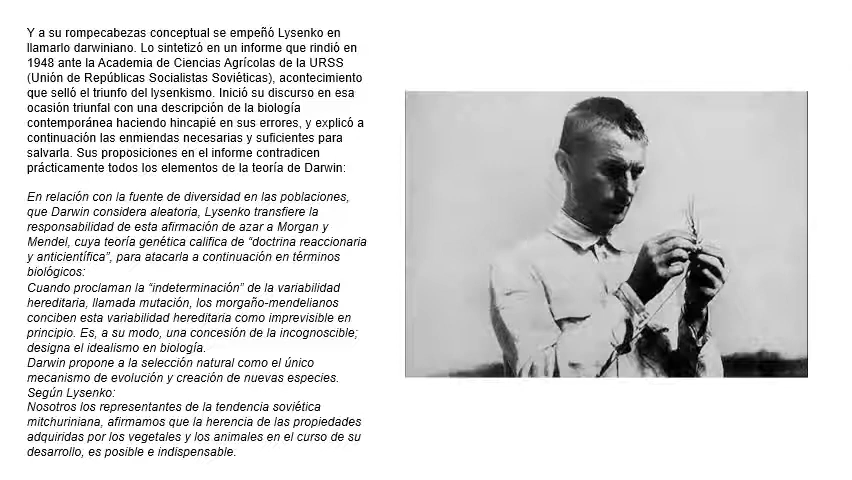 Y a su rompecabezas conceptual se empeñó Lysenko en
llamarlo darwiniano. Lo sintetizó en un informe que rindió en
1948 ante la Academia de Ciencias Agrícolas de la URSS
(Unión de Repúblicas Socialistas Soviéticas), acontecimiento
que selló el triunfo del lysenkismo. Inició su discurso en esa
ocasión triunfal con una descripción de la biología
contemporánea haciendo hincapié en sus errores, y explicó a
continuación las enmiendas necesarias y suficientes para
salvarla. Sus proposiciones en el informe contradicen
prácticamente todos los elementos de la teoría de Darwin:
En relación con la fuente de diversidad en las poblaciones,
que Darwin considera aleatoria, Lysenko transfiere la
responsabilidad de esta afirmación de azar a Morgan y
Mendel, cuya teoría genética califica de “doctrina reaccionaria
y anticientífica”, para atacarla a continuación en términos
biológicos:
Cuando proclaman la “indeterminación” de la variabilidad
hereditaria, llamada mutación, los morgaño-mendelianos
conciben esta variabilidad hereditaria como imprevisible en
principio. Es, a su modo, una concesión de la incognoscible;
designa el idealismo en biología.
Darwin propone a la selección natural como el único
mecanismo de evolución y creación de nuevas especies.
Según Lysenko:
Nosotros los representantes de la tendencia soviética
mitchuriniana, afirmamos que la herencia de las propiedades
adquiridas por los vegetales y los animales en el curso de su
desarrollo, es posible e indispensable.